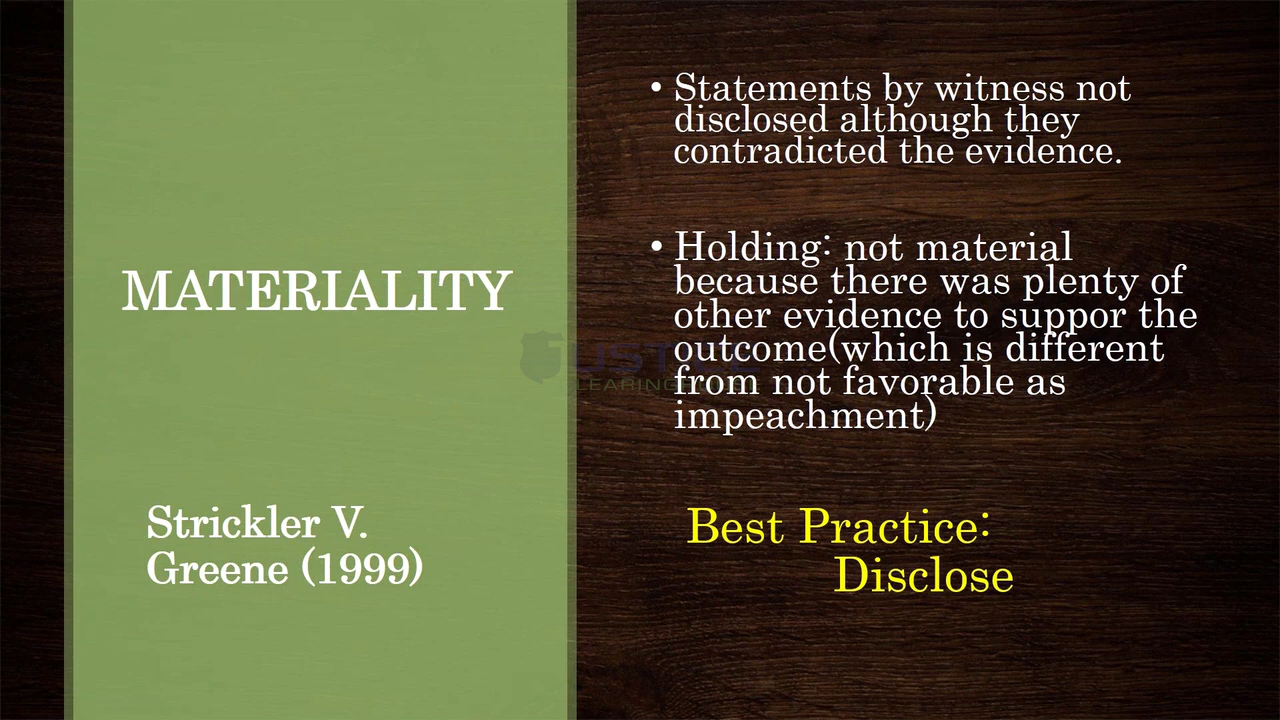 MATERIALITY
Strickler V.
Greene (1999)
• Statements by witness not
disclosed although they
contradicted the evidence.
• Holding: not material
because there was plenty of
other evidence to suppor the
outcome(which is different
from not favorable as
impeachment)
Best Practice:
Disclose